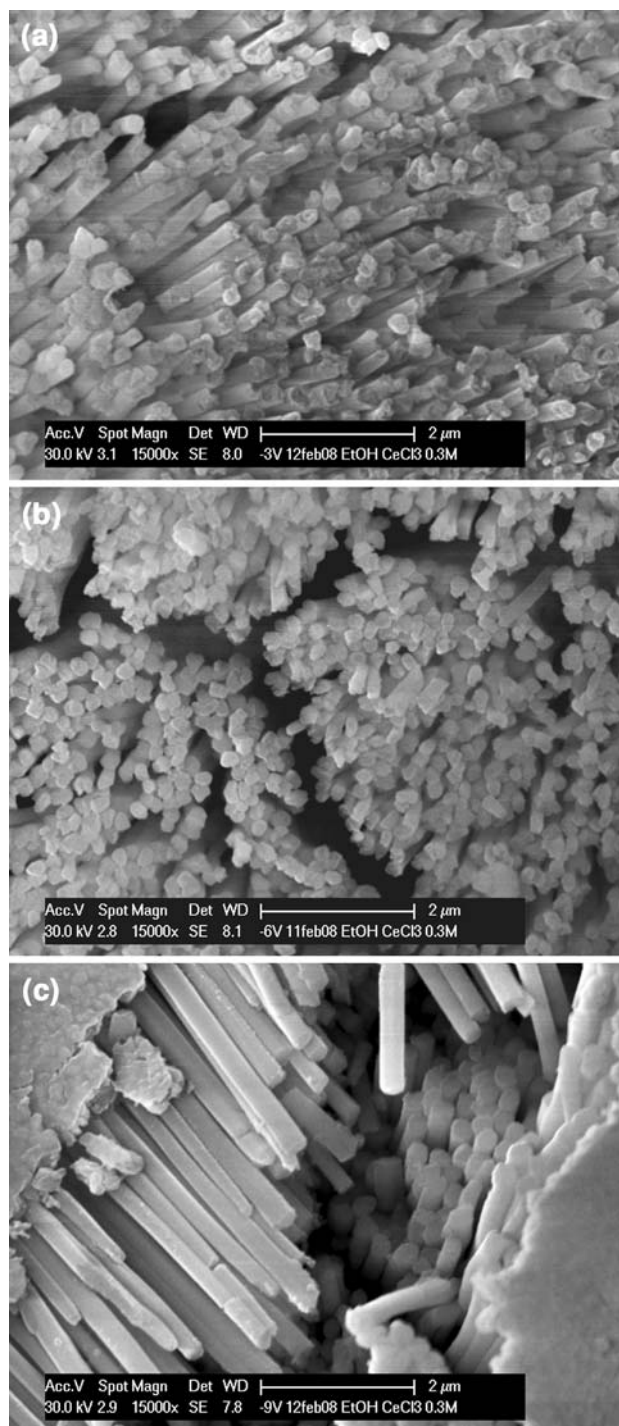 (a)
Acc.V Spot Magn Det WD 2 μm
30.0 kV 3.1 15000x SE 8.0 -3V 12feb08 EtOH CeCl3 0.3M
(b)
Acc.V Spot Magn Det WD 2 μm
30.0 kV 2.8 15000x SE 8.1 -6V 11feb08 EtOH CeCl3 0.3M
(c)
Acc.V Spot Magn Det WD 2 μm
30.0 kV 2.9 15000x SE 7.8 -9V 12feb08 EtOH CeCl3 0.3M